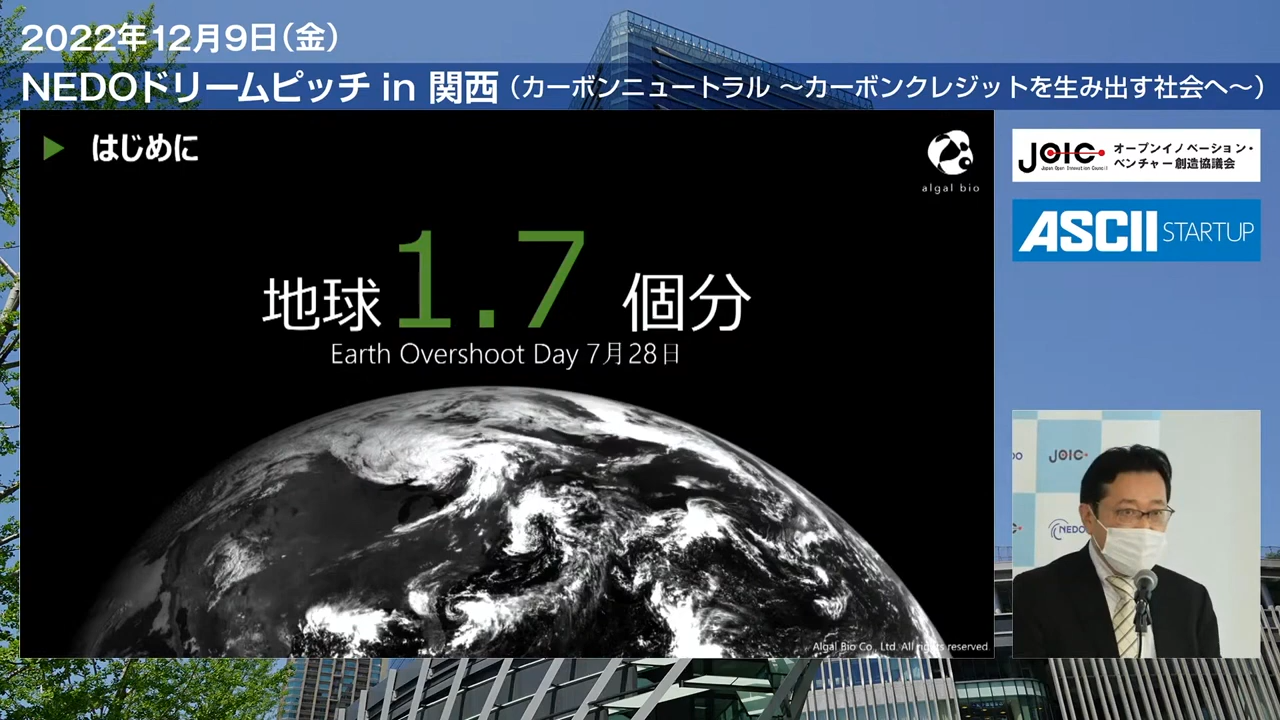 2022年12月9日（金）
NEDOドリームピッチ in 関西（カーボンニュートラル ～カーボンクレジットを生み出す社会へ～）
はじめに
algal bio
地球1.7個分
Earth Overshoot Day 7月28日
Algal Bio Co., Ltd. All rights reserved
JOIC
Japan Open Innovation Council
オープンイノベーション・
ベンチャー創造協議会
ASCII STARTUP
JOIC
NEDO